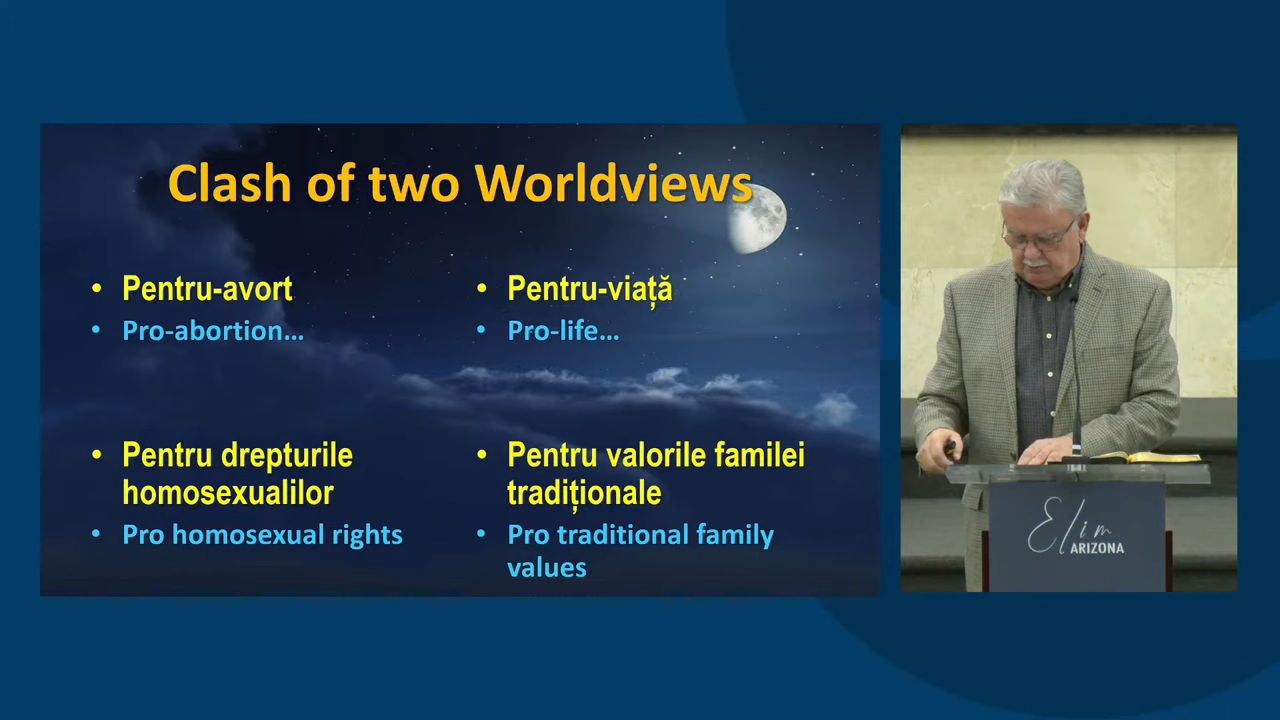 Clash of two Worldviews
• Pentru-avort
• Pro-abortion…
• Pentru drepturile
homosexualilor
• Pro homosexual rights
• Pentru-viață
• Pro-life…
• Pentru valorile familei
tradiționale
• Pro traditional family
values
Elim
ARIZONA